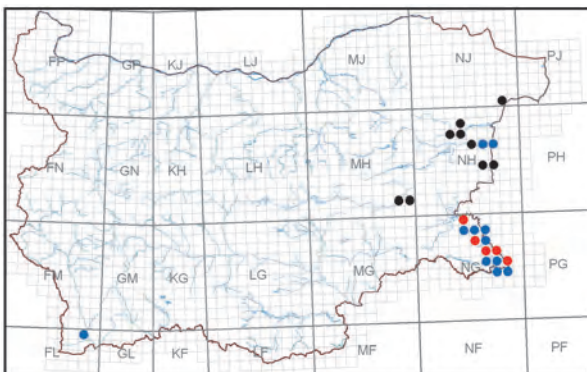 FP GP KJ LJ MJ NJ PJ
FN GN KH LH MH NH PH
FM GM KG LG MG NG PG
FL GL KF LF MF NF PF